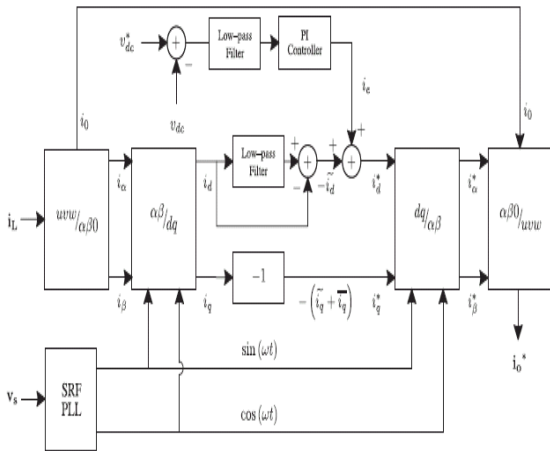 v*dc
+
−
Low-pass
Filter
PI
Controller
vdc
ie
i0
i0
iL
uvw/αβ0
iα
iβ
αβ/dq
id
iq
Low-pass
Filter
+
−
+
−ĩd
+
+
i*d
−1
−(ĩq + i̅q)
i*q
dq/αβ
i*α
i*β
αβ0/uvw
io*
vs
SRF
PLL
sin (ωt)
cos (ωt)